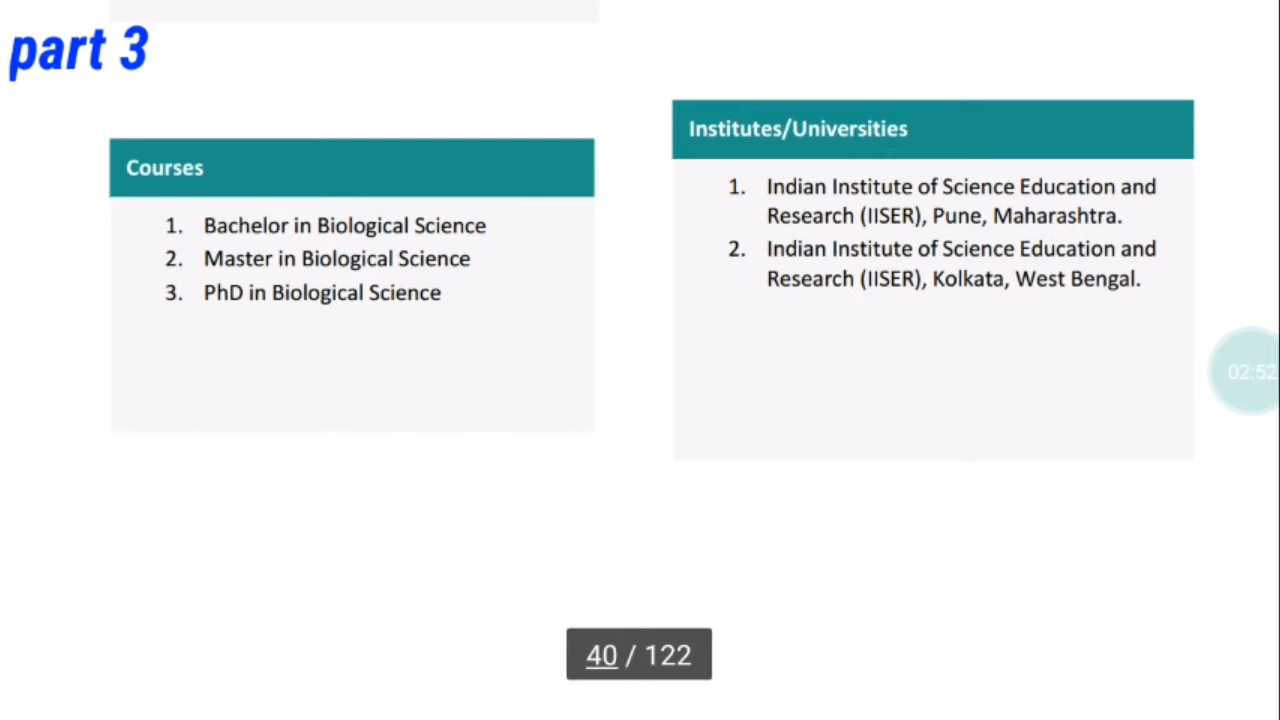 part 3
Courses
1. Bachelor in Biological Science
2. Master in Biological Science
3. PhD in Biological Science
Institutes/Universities
1. Indian Institute of Science Education and
Research (IISER), Pune, Maharashtra.
2. Indian Institute of Science Education and
Research (IISER), Kolkata, West Bengal.
02:52
40 / 122